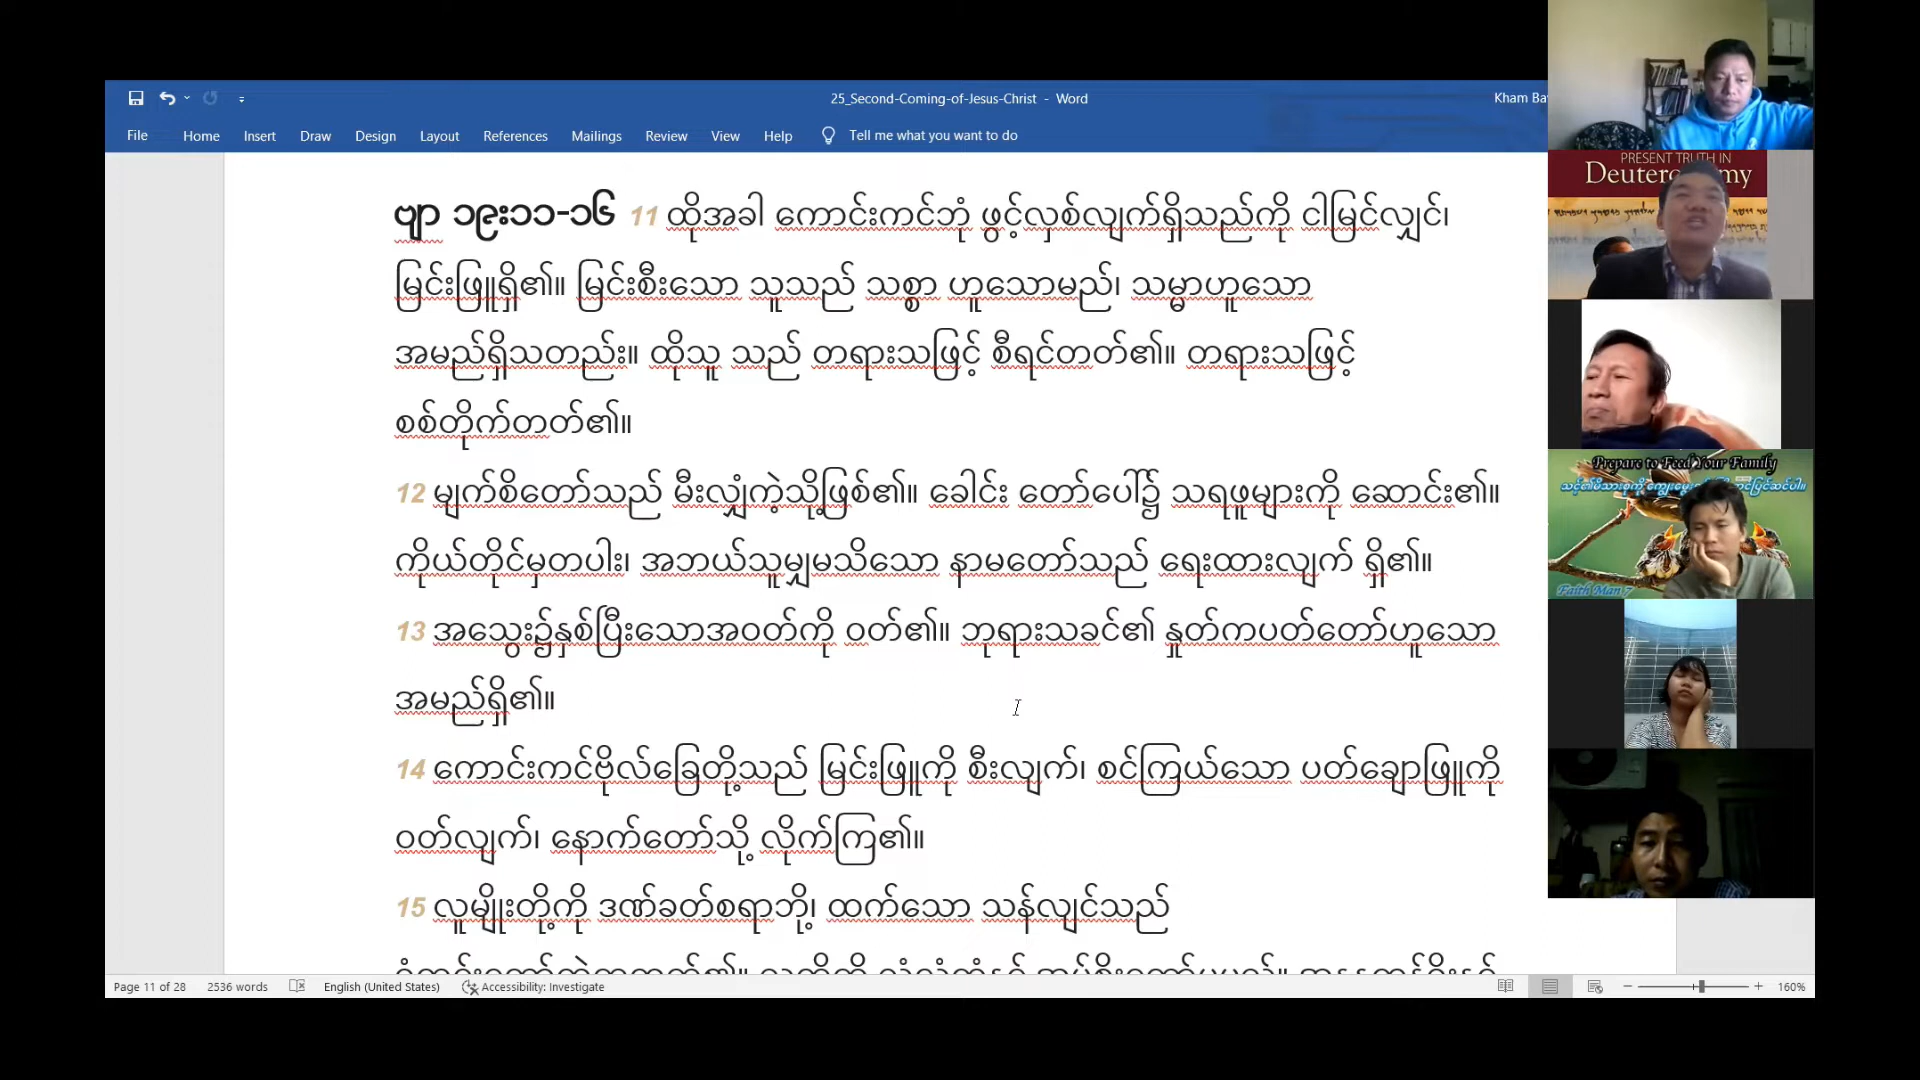 25_Second-Coming-of-Jesus-Christ - Word
Kham Ba
File Home Insert Draw Design Layout References Mailings Review View Help Tell me what you want to do
ဗျာ ၁၉း၁၁-၁၆ 11 ထိုအခါ ကောင်းကင်ဘုံ ဖွင့်လှစ်လျက်ရှိသည်ကို ငါမြင်လျှင်၊
မြင်းဖြူရှိ၏။ မြင်းစီးသော သူသည် သစ္စာ ဟူသောမည်၊ သမ္မာဟူသော
အမည်ရှိသတည်း။ ထိုသူ သည် တရားသဖြင့် စီရင်တတ်၏။ တရားသဖြင့်
စစ်တိုက်တတ်၏။
12 မျက်စိတော်သည် မီးလျှံကဲ့သို့ဖြစ်၏။ ခေါင်း တော်ပေါ်၌ သရဖူများကို ဆောင်း၏။
ကိုယ်တိုင်မှတပါး၊ အဘယ်သူမျှမသိသော နာမတော်သည် ရေးထားလျက် ရှိ၏။
13 အသွေး၌နှစ်ပြီးသောအဝတ်ကို ဝတ်၏။ ဘုရားသခင်၏ နှုတ်ကပတ်တော်ဟူသော
အမည်ရှိ၏။
14 ကောင်းကင်ဗိုလ်ခြေတို့သည် မြင်းဖြူကို စီးလျက်၊ စင်ကြယ်သော ပတ်ချောဖြူကို
ဝတ်လျက်၊ နောက်တော်သို့ လိုက်ကြ၏။
15 လူမျိုးတို့ကို ဒဏ်ခတ်စရာဘို့၊ ထက်သော သန်လျင်သည်
Page 11 of 28 2536 words English (United States) Accessibility: Investigate 160%
PRESENT TRUTH IN
Deuteronomy
Prepare to Feed Your Family
Faith Man 7